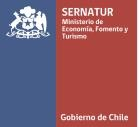 SERNATUR
Ministerio de
Economía, Fomento y
Turismo
Gobierno de Chile